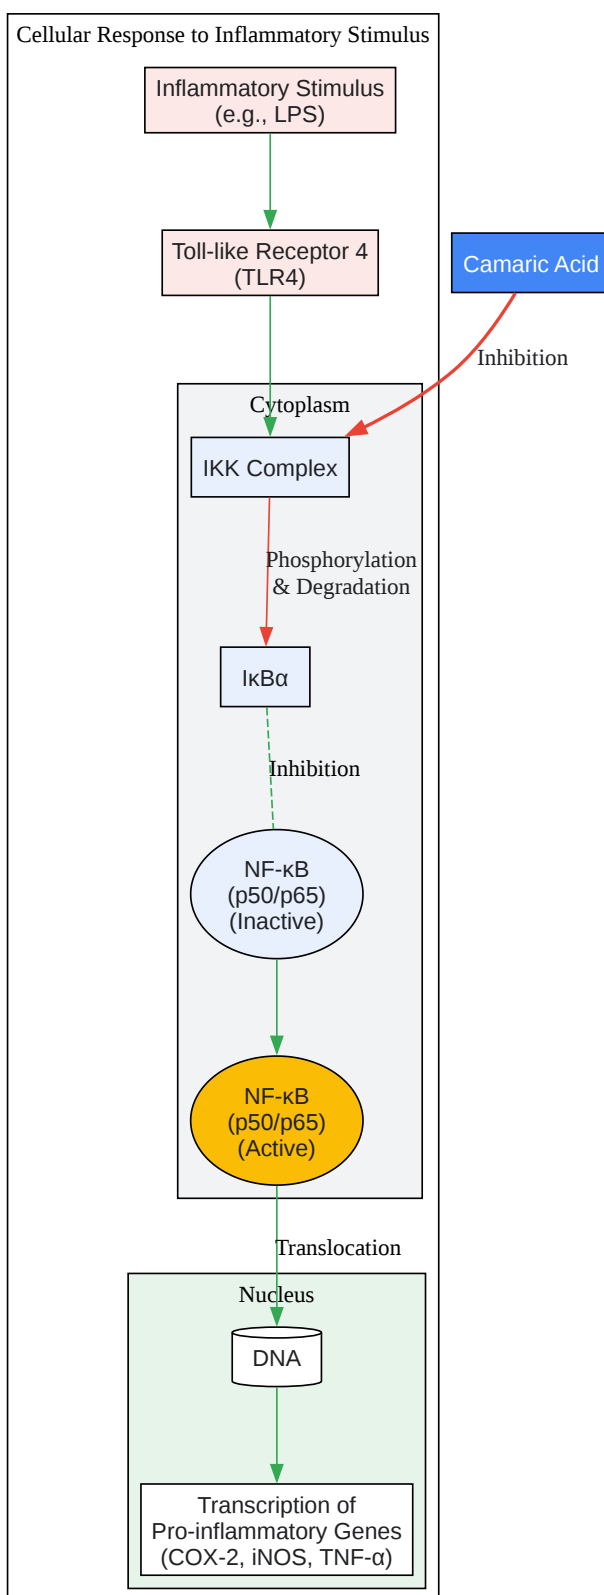 Cellular Response to Inflammatory Stimulus
Inflammatory Stimulus
(e.g., LPS)
Toll-like Receptor 4
(TLR4)
Camaric Acid
Inhibition
Cytoplasm
IKK Complex
Phosphorylation
& Degradation
IκBα
Inhibition
NF-κB
(p50/p65)
(Inactive)
NF-κB
(p50/p65)
(Active)
Translocation
Nucleus
DNA
Transcription of
Pro-inflammatory Genes
(COX-2, iNOS, TNF-α)